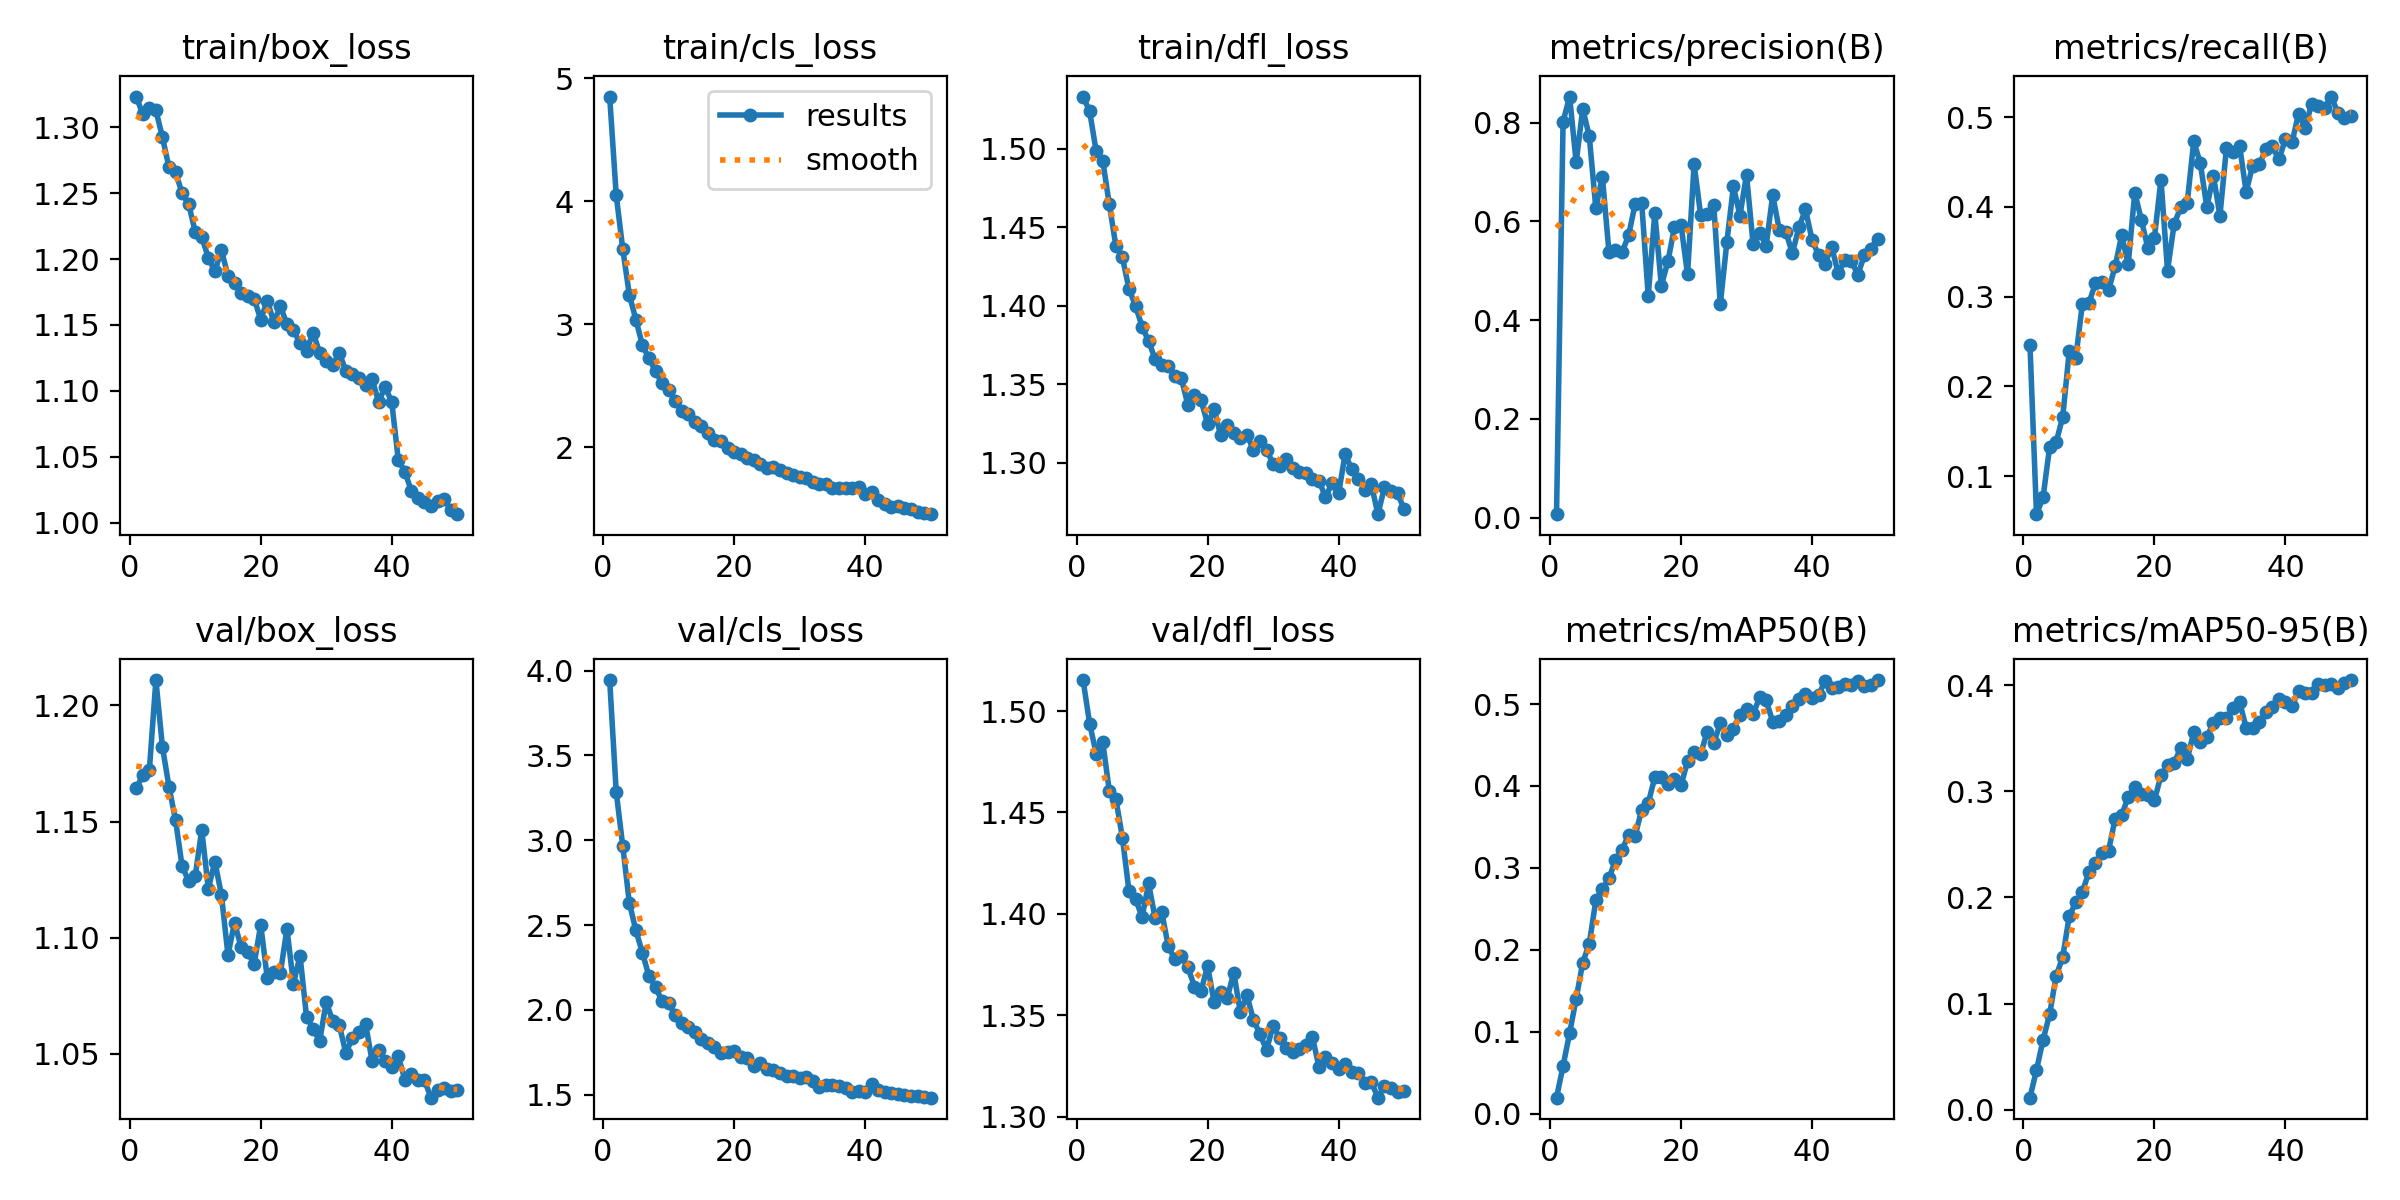 train/box_loss
1.30
1.25
1.20
1.15
1.10
1.05
1.00
0 20 40
train/cls_loss
results
smooth
5
4
3
2
0 20 40
train/dfl_loss
1.50
1.45
1.40
1.35
1.30
0 20 40
metrics/precision(B)
0.8
0.6
0.4
0.2
0.0
0 20 40
metrics/recall(B)
0.5
0.4
0.3
0.2
0.1
0 20 40
val/box_loss
1.20
1.15
1.10
1.05
0 20 40
val/cls_loss
4.0
3.5
3.0
2.5
2.0
1.5
0 20 40
val/dfl_loss
1.50
1.45
1.40
1.35
1.30
0 20 40
metrics/mAP50(B)
0.5
0.4
0.3
0.2
0.1
0.0
0 20 40
metrics/mAP50-95(B)
0.4
0.3
0.2
0.1
0.0
0 20 40